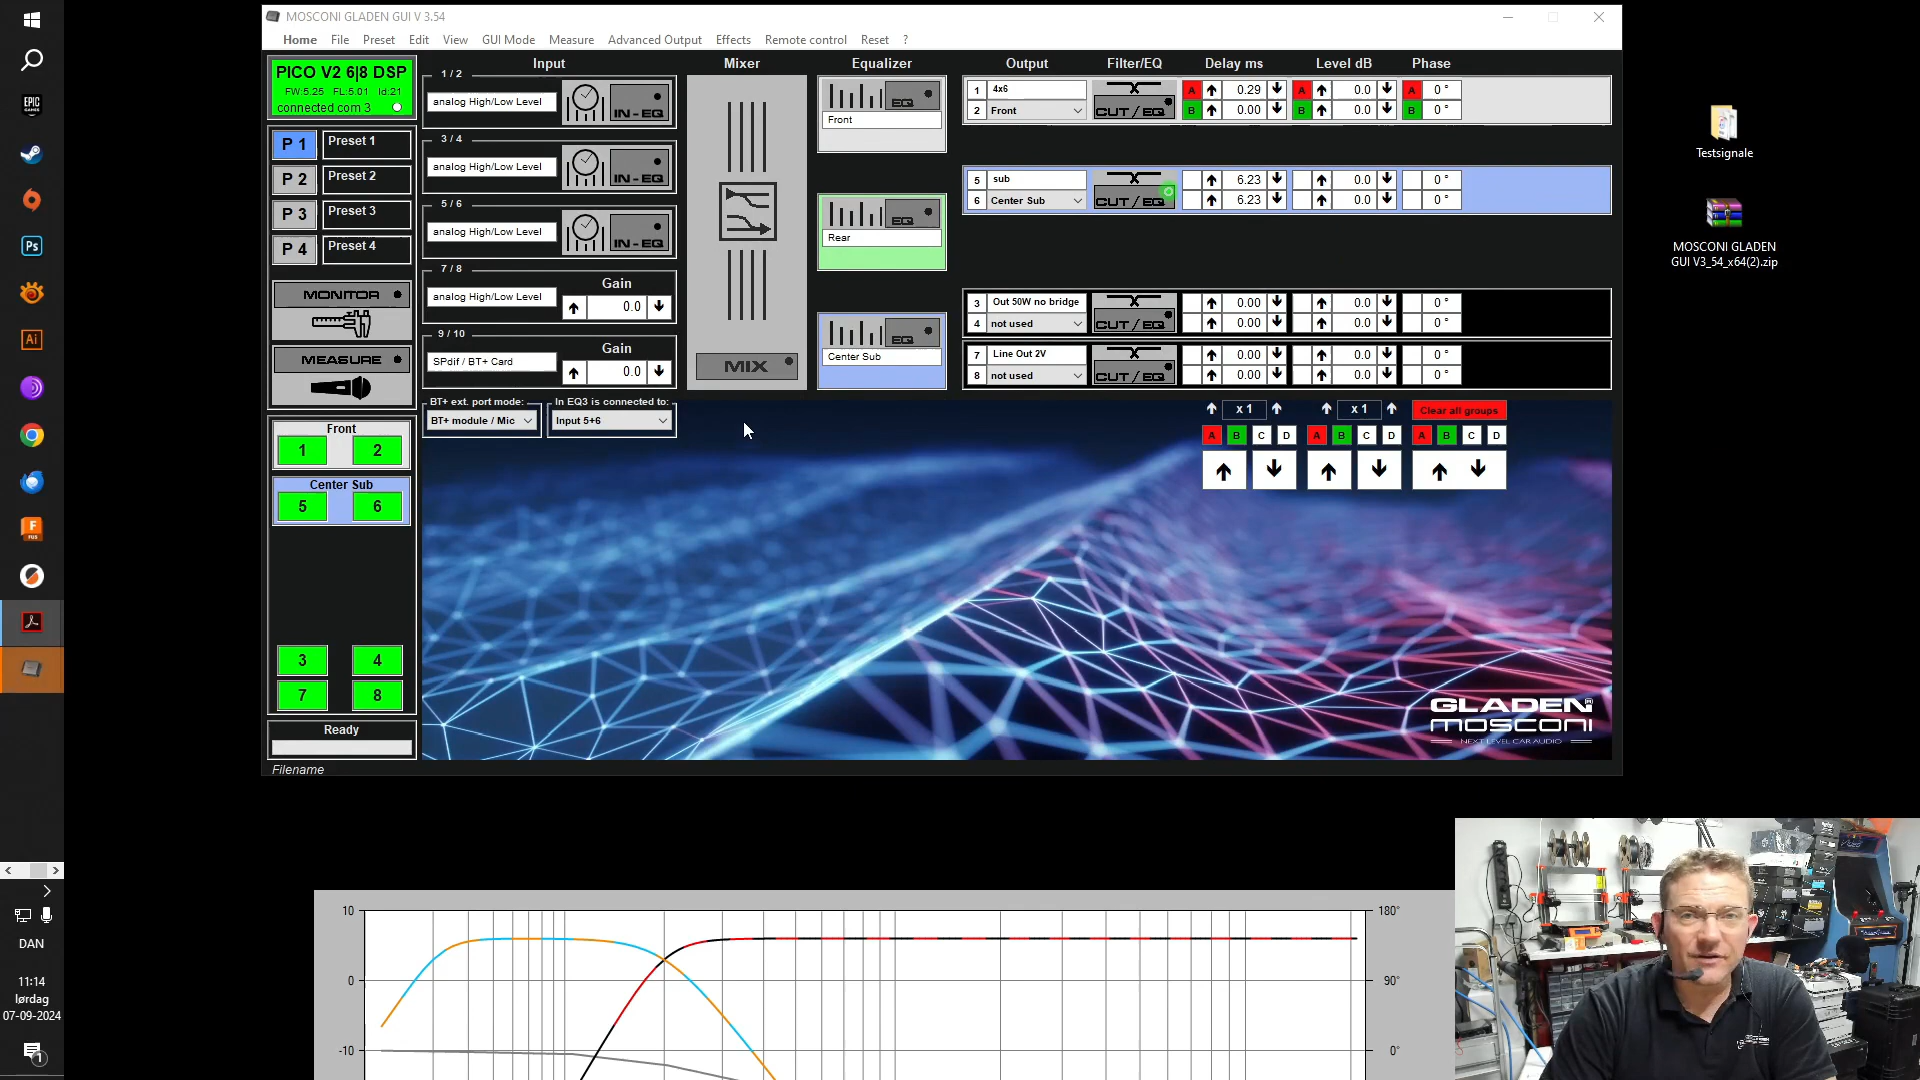 MOSCONI GLADEN GUI V 3.54
Home File Preset Edit View GUI Mode Measure Advanced Output Effects Remote control Reset ?
PICO V2 6|8 DSP
FW:5.25 FL:5.01 Id:21
connected com 3
P 1 Preset 1
P 2 Preset 2
P 3 Preset 3
P 4 Preset 4
MONITOR
MEASURE
Front
1 2
Center Sub
5 6
3 4
7 8
Ready
Filename
Input
1 / 2
analog High/Low Level
IN-EQ
3 / 4
analog High/Low Level
IN-EQ
5 / 6
analog High/Low Level
IN-EQ
7 / 8
analog High/Low Level
Gain
0.0
9 / 10
SPdif / BT+ Card
Gain
0.0
BT+ ext. port mode:
BT+ module / Mic
In EQ3 is connected to:
Input 5+6
Mixer
MIX
Equalizer
EQ
Front
EQ
Rear
EQ
Center Sub
Output Filter/EQ Delay ms Level dB Phase
1 4x6 A 0.29 A 0.0 A 0 °
2 Front CUT/EQ B 0.00 B 0.0 B 0 °
5 sub 6.23 0.0 0 °
6 Center Sub CUT/EQ 6.23 0.0 0 °
3 Out 50W no bridge 0.00 0.0 0 °
4 not used CUT/EQ 0.00 0.0 0 °
7 Line Out 2V 0.00 0.0 0 °
8 not used CUT/EQ 0.00 0.0 0 °
x 1 x 1 Clear all groups
A B C D A B C D A B C D
GLADEN
MOSCONI
NEXT LEVEL CAR AUDIO
Testsignale
MOSCONI GLADEN
GUI V3_54_x64(2).zip
EPIC
GAMES
Ps
Ai
F
FUS
DAN
11:14
lørdag
07-09-2024
1
10 180°
0 90°
-10 0°